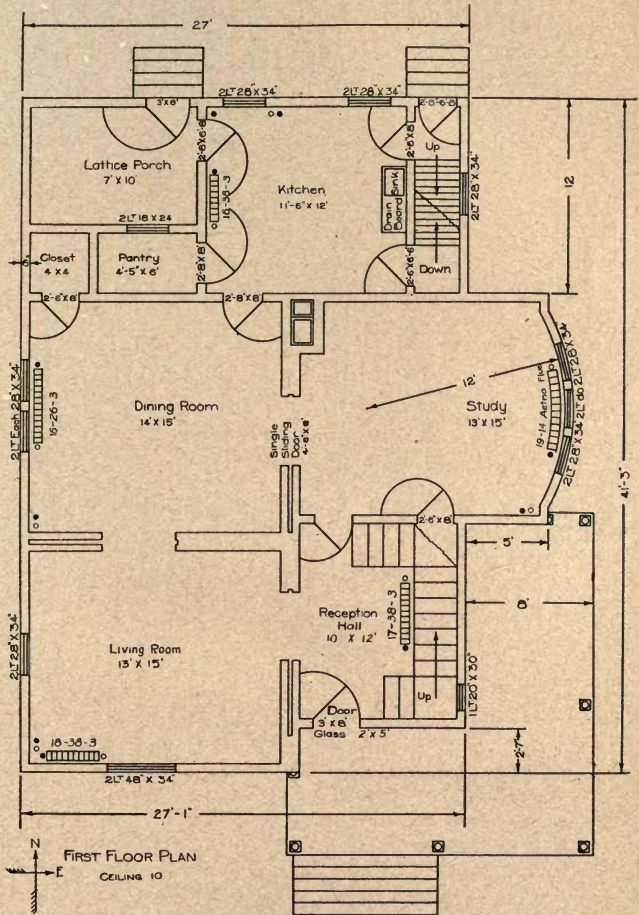 27'
3' X 8'
2LT 28" X 34"
2LT 28" X 34"
2'-8"-6'-8"
Lattice Porch
7' X 10'
2'-8"X 6'-8"
16-38-3
Kitchen
11'-6" X 12'
2'-6"X 8'
Up
2LT 28" X 34"
12
Drain
Board
Sink
2LT 18 X 24
Closet
4 X 4
Pantry
4'-5" X 6'
2'-8"X 8'
2'-6"X 6'-6"
Down
6"
2'-6"X 8'
2'-8"X 8'
2LT Each 28"X 34"
16-26-3
Dining Room
14' X 15'
Single
Sliding
Door
4'-6"X 8'
12'
Study
13' X 15'
19-14 Aetna Flue
2LT 28"X 34"
2LT do
2LT 28"X 34"
41'-3"
2'-6"X 8'
5'
8'
2LT 28"X 34"
Living Room
13' X 15'
Reception
Hall
10 X 12'
17-38-3
Up
1LT 20"X 30"
Door
3' X 8'
Glass 2' X 5'
18-38-3
2LT 48" X 34"
2'-7"
27'-1"
N
E
FIRST FLOOR PLAN
CEILING 10